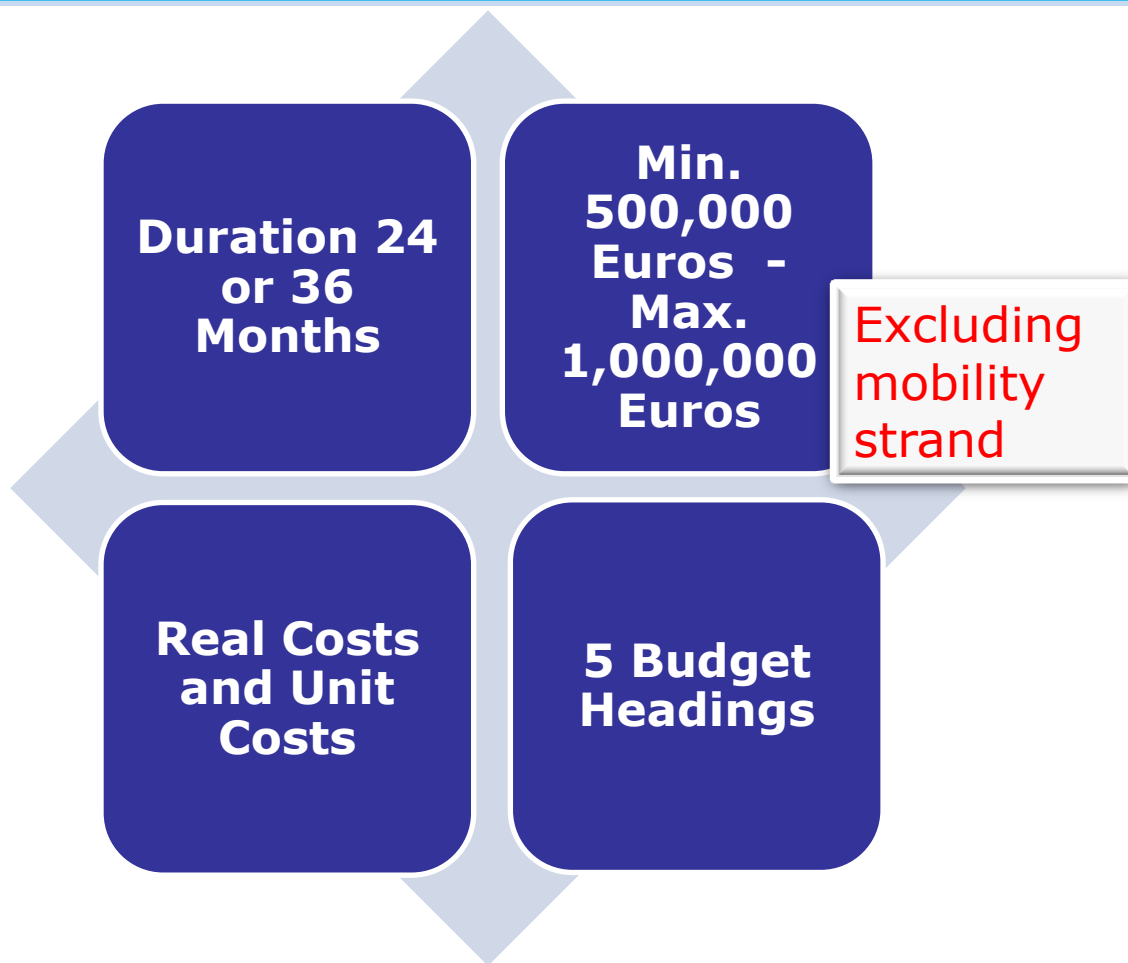 Duration 24
or 36
Months
Min.
500,000
Euros  -
Max.
1,000,000
Euros
Excluding
mobility
strand
Real Costs
and Unit
Costs
5 Budget
Headings